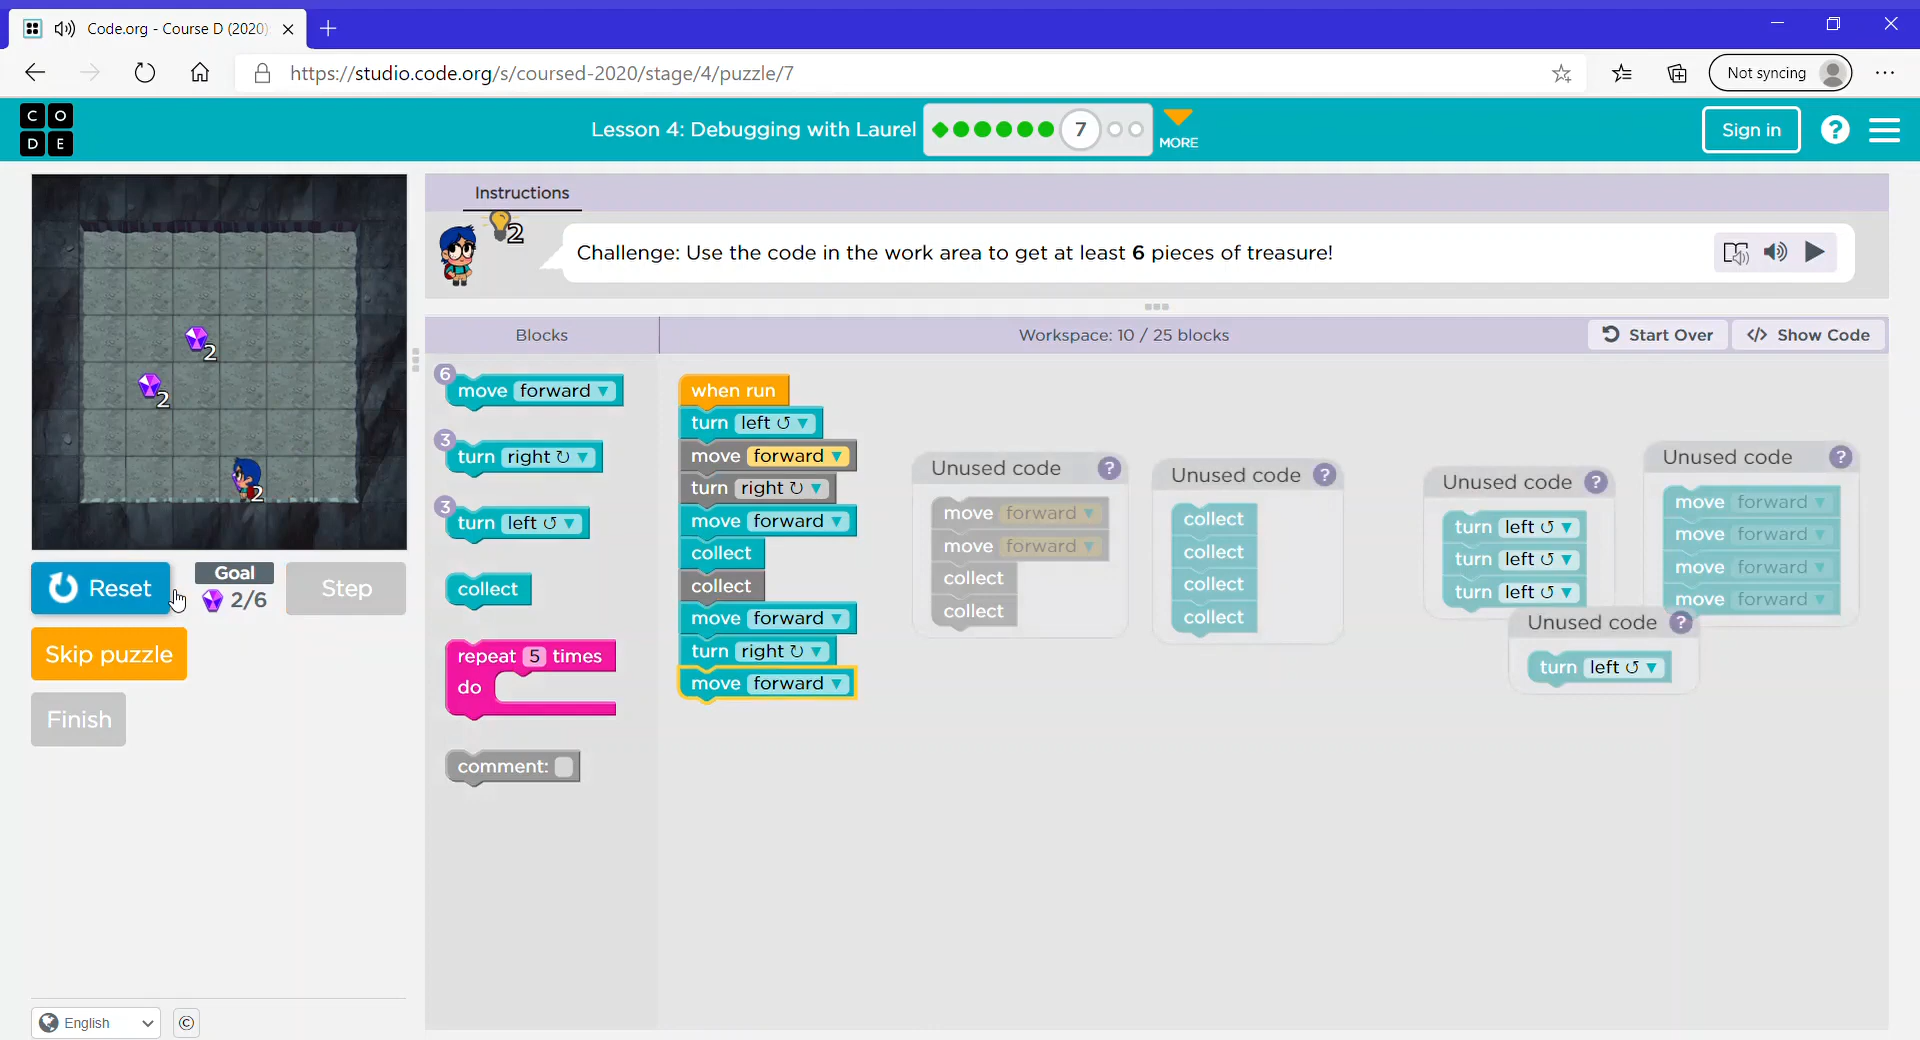 Code.org - Course D (2020)
https://studio.code.org/s/coursed-2020/stage/4/puzzle/7
Not syncing
C O
D E
Lesson 4: Debugging with Laurel
7
MORE
Sign in
?
Instructions
2
Challenge: Use the code in the work area to get at least 6 pieces of treasure!
Blocks
Workspace: 10 / 25 blocks
Start Over
</> Show Code
2
2
2
Reset
Goal
2/6
Step
Skip puzzle
Finish
6
move forward
3
turn right
3
turn left
collect
repeat 5 times
do
comment:
when run
turn left
move forward
turn right
move forward
collect
collect
move forward
turn right
move forward
Unused code ?
move forward
move forward
collect
collect
Unused code ?
collect
collect
collect
collect
Unused code ?
turn left
turn left
turn left
Unused code ?
move forward
move forward
move forward
move forward
Unused code ?
turn left
English
©